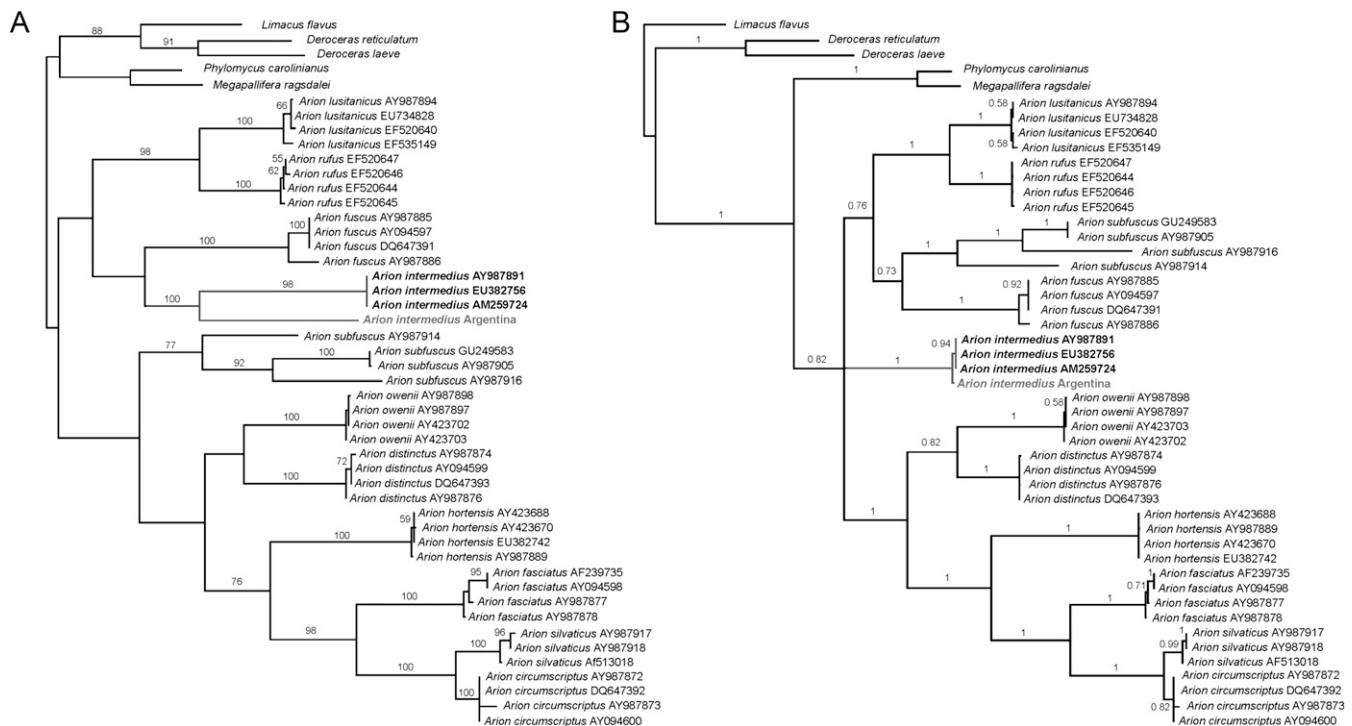 A
88
Limacus flavus
91
Deroceras reticulatum
Deroceras laeve
Phylomycus carolinianus
Megapallifera ragsdalei
66
Arion lusitanicus AY987894
100
Arion lusitanicus EU734828
Arion lusitanicus EF520640
Arion lusitanicus EF535149
98
55
Arion rufus EF520647
62
Arion rufus EF520646
100
Arion rufus EF520644
Arion rufus EF520645
Arion fuscus AY987885
100
Arion fuscus AY094597
100
Arion fuscus DQ647391
Arion fuscus AY987886
Arion intermedius AY987891
98
Arion intermedius EU382756
100
Arion intermedius AM259724
Arion intermedius Argentina
Arion subfuscus AY987914
77
100
Arion subfuscus GU249583
92
Arion subfuscus AY987905
Arion subfuscus AY987916
Arion owenii AY987898
100
Arion owenii AY987897
Arion owenii AY423702
Arion owenii AY423703
72
Arion distinctus AY987874
Arion distinctus AY094599
100
Arion distinctus DQ647393
Arion distinctus AY987876
59
Arion hortensis AY423688
Arion hortensis AY423670
100
Arion hortensis EU382742
Arion hortensis AY987889
76
95
Arion fasciatus AF239735
Arion fasciatus AY094598
100
Arion fasciatus AY987877
Arion fasciatus AY987878
98
96
Arion silvaticus AY987917
100
Arion silvaticus AY987918
Arion silvaticus Af513018
100
Arion circumscriptus AY987872
100
Arion circumscriptus DQ647392
Arion circumscriptus AY987873
Arion circumscriptus AY094600
B
Limacus flavus
1
Deroceras reticulatum
Deroceras laeve
1
Phylomycus carolinianus
Megapallifera ragsdalei
0.58
Arion lusitanicus AY987894
1
Arion lusitanicus EU734828
Arion lusitanicus EF520640
0.58
Arion lusitanicus EF535149
1
Arion rufus EF520647
1
Arion rufus EF520644
Arion rufus EF520646
Arion rufus EF520645
0.76
1
1
Arion subfuscus GU249583
1
Arion subfuscus AY987905
1
Arion subfuscus AY987916
Arion subfuscus AY987914
0.73
0.92
Arion fuscus AY987885
1
Arion fuscus AY094597
Arion fuscus DQ647391
Arion fuscus AY987886
0.94
Arion intermedius AY987891
0.82
1
Arion intermedius EU382756
Arion intermedius AM259724
Arion intermedius Argentina
0.58
Arion owenii AY987898
1
Arion owenii AY987897
Arion owenii AY423703
Arion owenii AY423702
0.82
Arion distinctus AY987874
1
Arion distinctus AY094599
Arion distinctus AY987876
Arion distinctus DQ647393
1
Arion hortensis AY423688
1
Arion hortensis AY987889
Arion hortensis AY423670
Arion hortensis EU382742
1
1
Arion fasciatus AF239735
0.71
Arion fasciatus AY094598
1
Arion fasciatus AY987877
Arion fasciatus AY987878
1
1
Arion silvaticus AY987917
0.99
Arion silvaticus AY987918
Arion silvaticus AF513018
1
Arion circumscriptus AY987872
Arion circumscriptus DQ647392
0.82
Arion circumscriptus AY987873
Arion circumscriptus AY094600